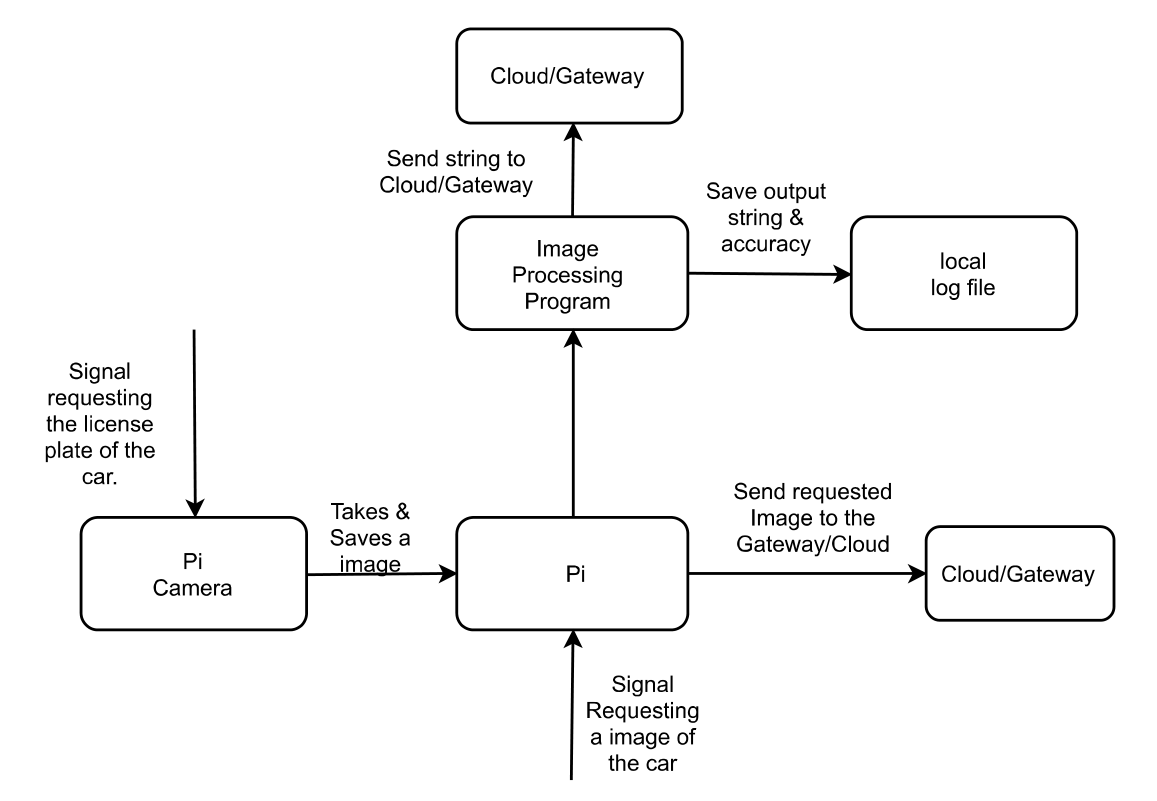 Cloud/Gateway
Send string to
Cloud/Gateway
Save output
string &
accuracy
Image
Processing
Program
local
log file
Signal
requesting
the license
plate of the
car.
Takes &
Saves a
image
Send requested
Image to the
Gateway/Cloud
Pi
Camera
Pi
Cloud/Gateway
Signal
Requesting
a image of
the car